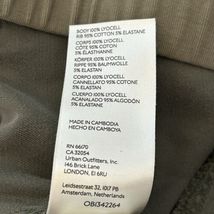 BODY 100% LYOCELL
RIB 95% COTTON 5% ELASTANE
CORPS 100% LYOCELL
CÔTE 95% COTON
5% ÉLASTHANNE
KÖRPER 100% LYOCELL
RIPPE 95% BAUMWOLLE
5% ELASTAN
CORPO 100% LYOCELL
CANNELLATO 95% COTONE
5% ELASTAN
CUERPO 100% LYOCELL
ACANALADO 95% ALGODÓN
5% ELASTANO
MADE IN CAMBODIA
HECHO EN CAMBOYA
RN 66170
CA 32054
Urban Outfitters, Inc.
146 Brick Lane
LONDON, E1 6RU
Leidsestraat 32, 1017 PB
Amsterdam, Netherlands
OBI342264